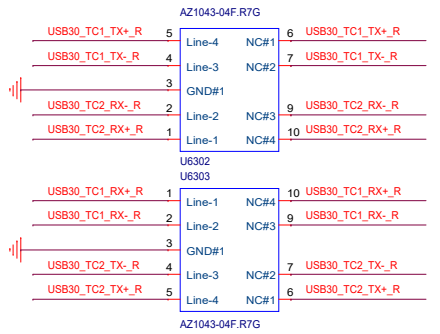 AZ1043-04F.R7G
USB30_TC1_TX+_R 5 Line-4 NC#1 6 USB30_TC1_TX+_R
USB30_TC1_TX-_R 4 Line-3 NC#2 7 USB30_TC1_TX-_R
3 GND#1
USB30_TC2_RX-_R 2 Line-2 NC#3 9 USB30_TC2_RX-_R
USB30_TC2_RX+_R 1 Line-1 NC#4 10 USB30_TC2_RX+_R
U6302
U6303
USB30_TC1_RX+_R 1 Line-1 NC#4 10 USB30_TC1_RX+_R
USB30_TC1_RX-_R 2 Line-2 NC#3 9 USB30_TC1_RX-_R
3 GND#1
USB30_TC2_TX-_R 4 Line-3 NC#2 7 USB30_TC2_TX-_R
USB30_TC2_TX+_R 5 Line-4 NC#1 6 USB30_TC2_TX+_R
AZ1043-04F.R7G